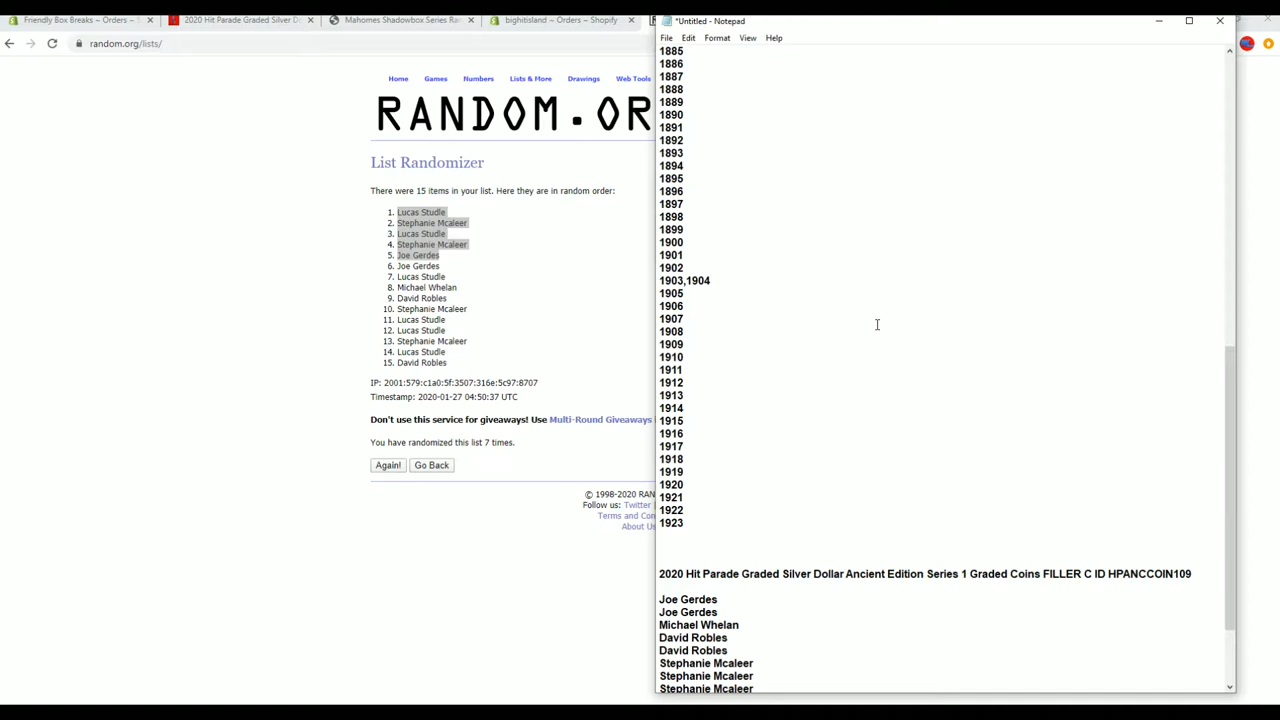 Friendly Box Breaks ~ Orders ~ S
2020 Hit Parade Graded Silver Do
Mahomes Shadowbox Series Ran
bighitisland ~ Orders ~ Shopify
random.org/lists/
Home Games Numbers Lists & More Drawings Web Tools
RANDOM.OR
List Randomizer
There were 15 items in your list. Here they are in random order:
1. Lucas Studle
2. Stephanie Mcaleer
3. Lucas Studle
4. Stephanie Mcaleer
5. Joe Gerdes
6. Joe Gerdes
7. Lucas Studle
8. Michael Whelan
9. David Robles
10. Stephanie Mcaleer
11. Lucas Studle
12. Lucas Studle
13. Stephanie Mcaleer
14. Lucas Studle
15. David Robles
IP: 2001:579:c1a0:5f:3507:316e:5c97:8707
Timestamp: 2020-01-27 04:50:37 UTC
Don't use this service for giveaways! Use Multi-Round Giveaways
You have randomized this list 7 times.
Again! Go Back
© 1998-2020 RAN
Follow us: Twitter
Terms and Con
About Us
*Untitled - Notepad
File Edit Format View Help
1885
1886
1887
1888
1889
1890
1891
1892
1893
1894
1895
1896
1897
1898
1899
1900
1901
1902
1903,1904
1905
1906
1907
1908
1909
1910
1911
1912
1913
1914
1915
1916
1917
1918
1919
1920
1921
1922
1923
2020 Hit Parade Graded Silver Dollar Ancient Edition Series 1 Graded Coins FILLER C ID HPANCCOIN109
Joe Gerdes
Joe Gerdes
Michael Whelan
David Robles
David Robles
Stephanie Mcaleer
Stephanie Mcaleer
Stephanie Mcaleer